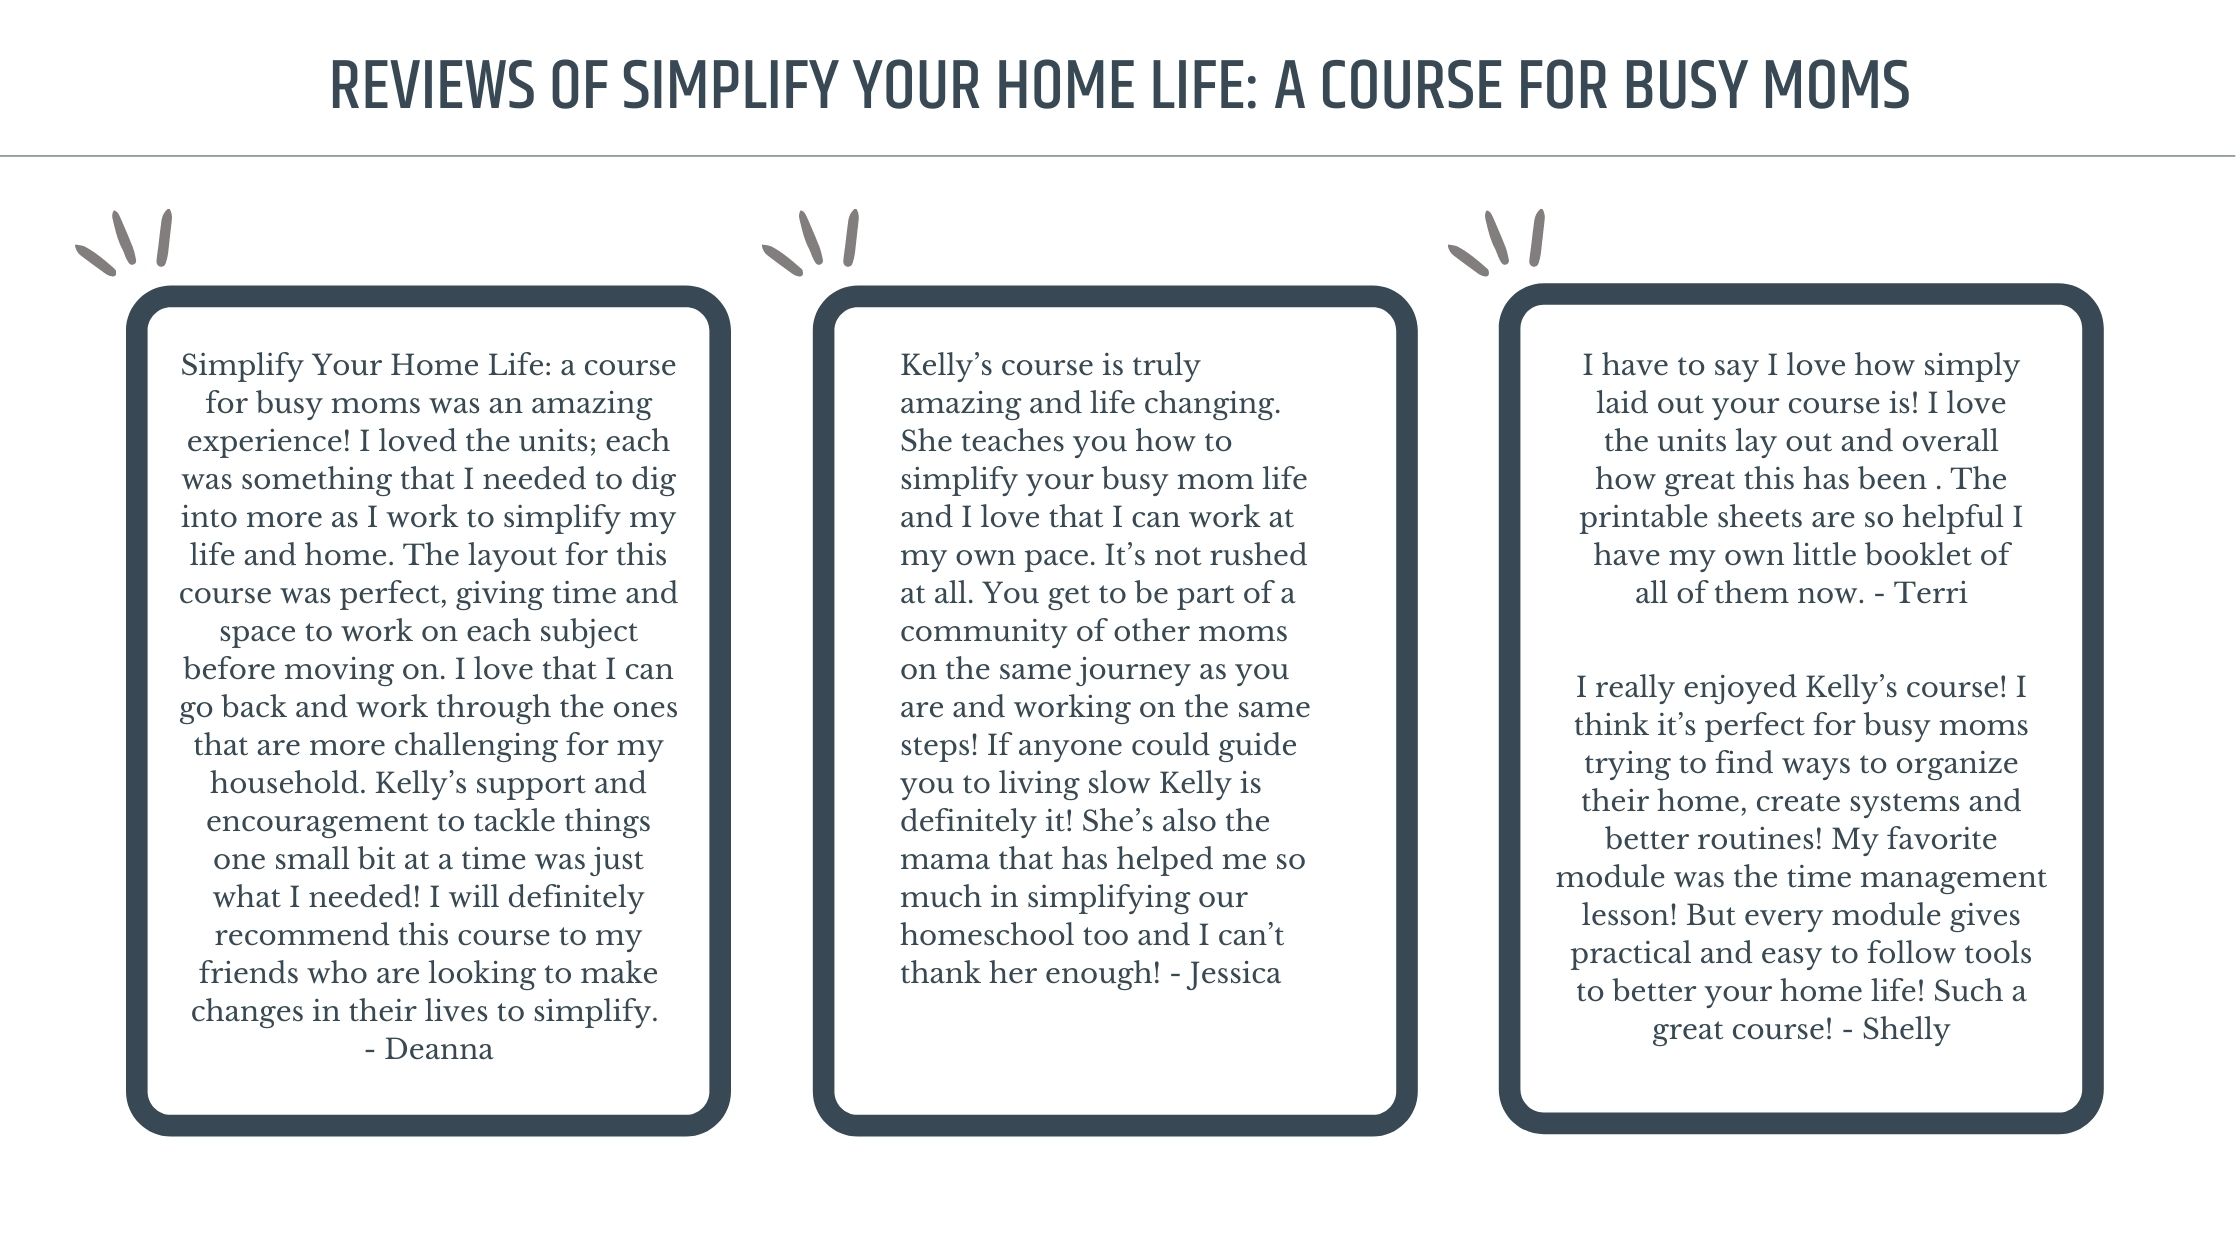 REVIEWS OF SIMPLIFY YOUR HOME LIFE: A COURSE FOR BUSY MOMS
Simplify Your Home Life: a course
for busy moms was an amazing
experience! I loved the units; each
was something that I needed to dig
into more as I work to simplify my
life and home. The layout for this
course was perfect, giving time and
space to work on each subject
before moving on. I love that I can
go back and work through the ones
that are more challenging for my
household. Kelly’s support and
encouragement to tackle things
one small bit at a time was just
what I needed! I will definitely
recommend this course to my
friends who are looking to make
changes in their lives to simplify.
- Deanna
Kelly’s course is truly
amazing and life changing.
She teaches you how to
simplify your busy mom life
and I love that I can work at
my own pace. It’s not rushed
at all. You get to be part of a
community of other moms
on the same journey as you
are and working on the same
steps! If anyone could guide
you to living slow Kelly is
definitely it! She’s also the
mama that has helped me so
much in simplifying our
homeschool too and I can’t
thank her enough! - Jessica
I have to say I love how simply
laid out your course is! I love
the units lay out and overall
how great this has been . The
printable sheets are so helpful I
have my own little booklet of
all of them now. - Terri
I really enjoyed Kelly’s course! I
think it’s perfect for busy moms
trying to find ways to organize
their home, create systems and
better routines! My favorite
module was the time management
lesson! But every module gives
practical and easy to follow tools
to better your home life! Such a
great course! - Shelly